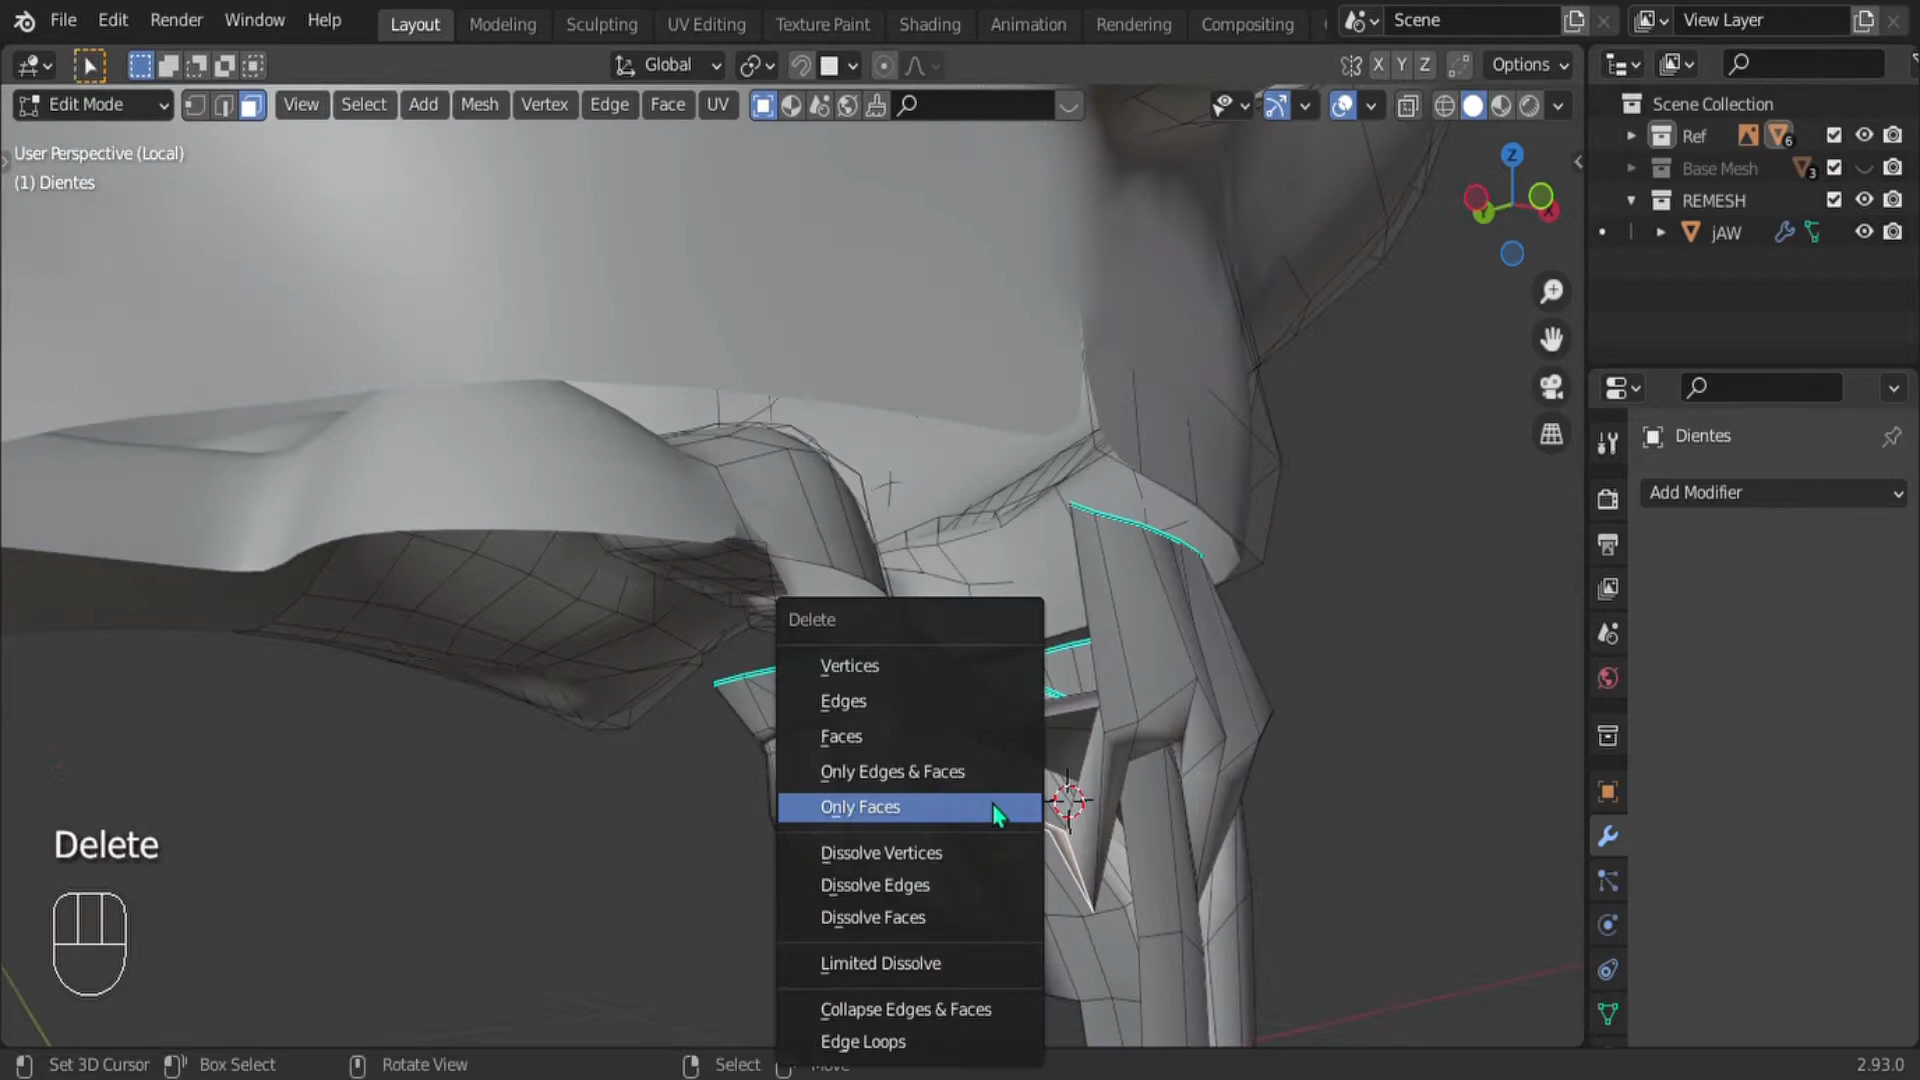 File Edit Render Window Help Layout Modeling Sculpting UV Editing Texture Paint Shading Animation Rendering Compositing Scene View Layer
Global X Y Z Options
Edit Mode View Select Add Mesh Vertex Edge Face UV
Scene Collection
User Perspective (Local)
(1) Dientes
Z
Y X
Ref 6
Base Mesh 3
REMESH
jAW
Dientes
Add Modifier
Delete
Vertices
Edges
Faces
Only Edges & Faces
Only Faces
Dissolve Vertices
Dissolve Edges
Dissolve Faces
Limited Dissolve
Collapse Edges & Faces
Edge Loops
Delete
Set 3D Cursor Box Select Rotate View Select Move 2.93.0